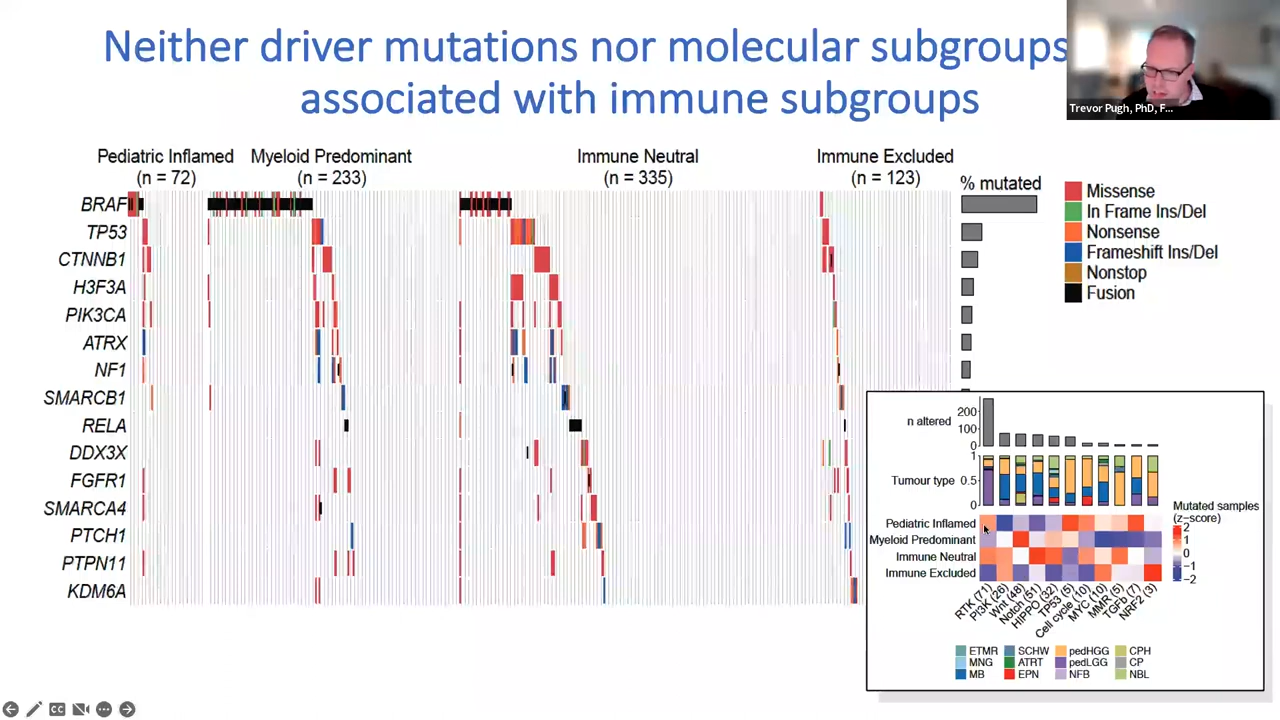 Neither driver mutations nor molecular subgroups
associated with immune subgroups
Trevor Pugh, PhD, F...
Pediatric Inflamed
(n = 72)
Myeloid Predominant
(n = 233)
Immune Neutral
(n = 335)
Immune Excluded
(n = 123)
% mutated
BRAF
TP53
CTNNB1
H3F3A
PIK3CA
ATRX
NF1
SMARCB1
RELA
DDX3X
FGFR1
SMARCA4
PTCH1
PTPN11
KDM6A
Missense
In Frame Ins/Del
Nonsense
Frameshift Ins/Del
Nonstop
Fusion
n altered
200
100
0
Tumour type
1
0.5
0
Pediatric Inflamed
Myeloid Predominant
Immune Neutral
Immune Excluded
Mutated samples
(z-score)
2
1
0
−1
−2
RTK (71)
PI3K (26)
Wnt (48)
Notch (51)
HIPPO (32)
TP53 (5)
Cell cycle (10)
MYC (10)
MMR (5)
TGFb (7)
NRF2 (3)
ETMR SCHW pedHGG CPH
MNG ATRT pedLGG CP
MB EPN NFB NBL
CC